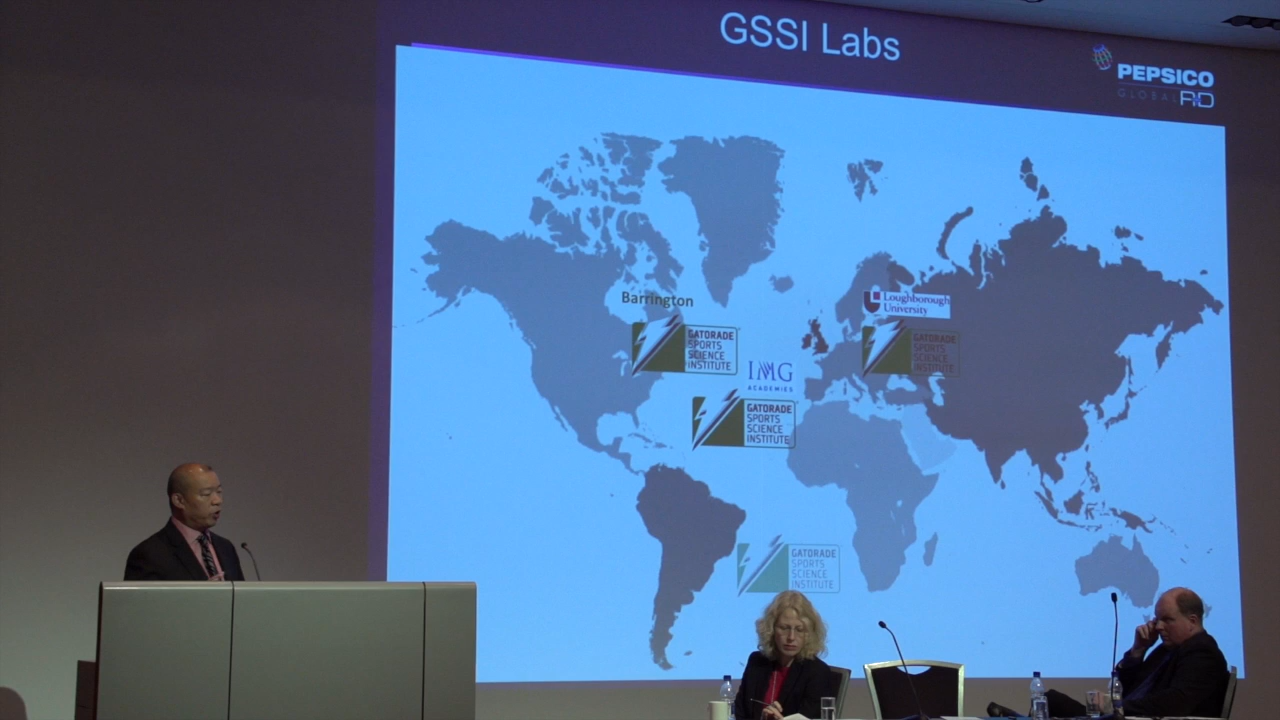 GSSI Labs
PEPSICO
GLOBAL R&D
Barrington
Loughborough
University
GATORADE
SPORTS
SCIENCE
INSTITUTE
GATORADE
SPORTS
SCIENCE
INSTITUTE
IMG
ACADEMIES
GATORADE
SPORTS
SCIENCE
INSTITUTE
GATORADE
SPORTS
SCIENCE
INSTITUTE